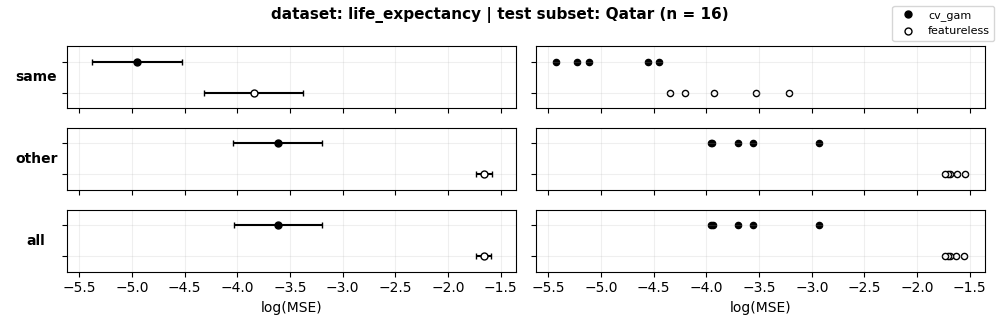 dataset: life_expectancy | test subset: Qatar (n = 16)
cv_gam
featureless
same
other
all
−5.5 −5.0 −4.5 −4.0 −3.5 −3.0 −2.5 −2.0 −1.5
log(MSE)
−5.5 −5.0 −4.5 −4.0 −3.5 −3.0 −2.5 −2.0 −1.5
log(MSE)